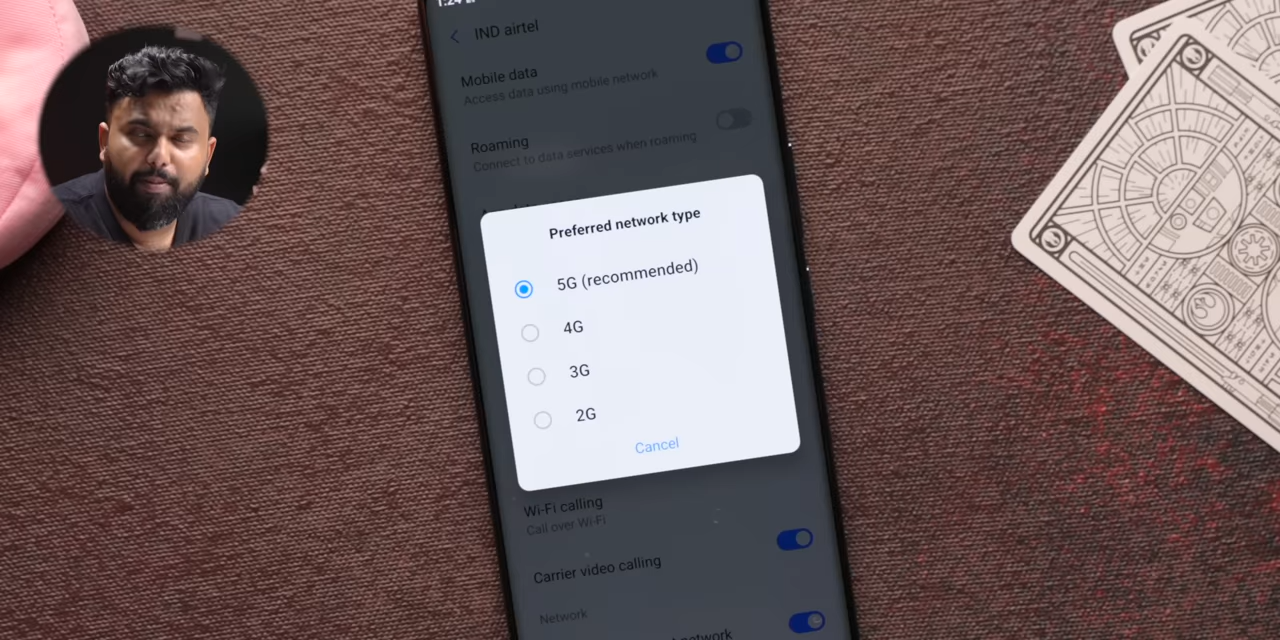 IND airtel
Mobile data
Access data using mobile network
Roaming
Connect to data services when roaming
Preferred network type
5G (recommended)
4G
3G
2G
Cancel
Wi-Fi calling
Call over Wi-Fi
Carrier video calling
Network
network